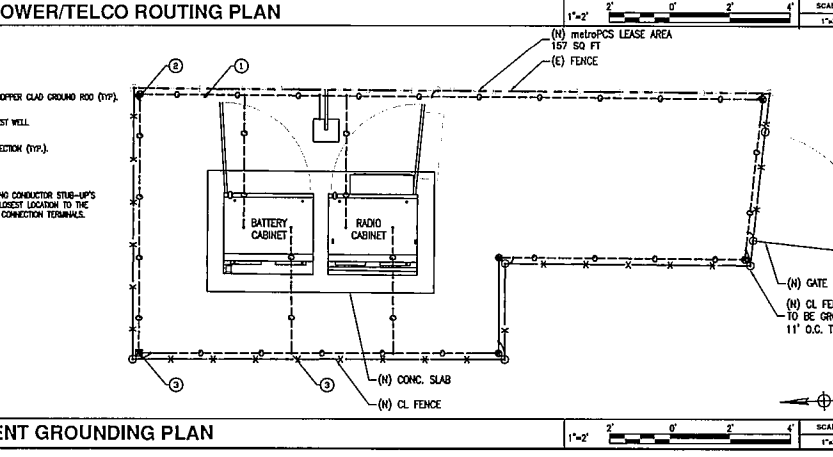 OWER/TELCO ROUTING PLAN
1"=2'
2' 0' 2' 4'
SCAL
(N) metroPCS LEASE AREA
157 SQ FT
(E) FENCE
2
1
OPPER CLAD GROUND ROD (TYP).
ST WELL
ECTION (TYP.).
NG CONDUCTOR STUB-UP'S
LOSEST LOCATION TO THE
CONNECTION TERMINALS.
BATTERY
CABINET
RADIO
CABINET
(N) GATE
(N) CL FE
TO BE GR
11' O.C. T
3
3
(N) CONC. SLAB
(N) CL FENCE
ENT GROUNDING PLAN
1"=2'
2' 0' 2' 4'
SCAL